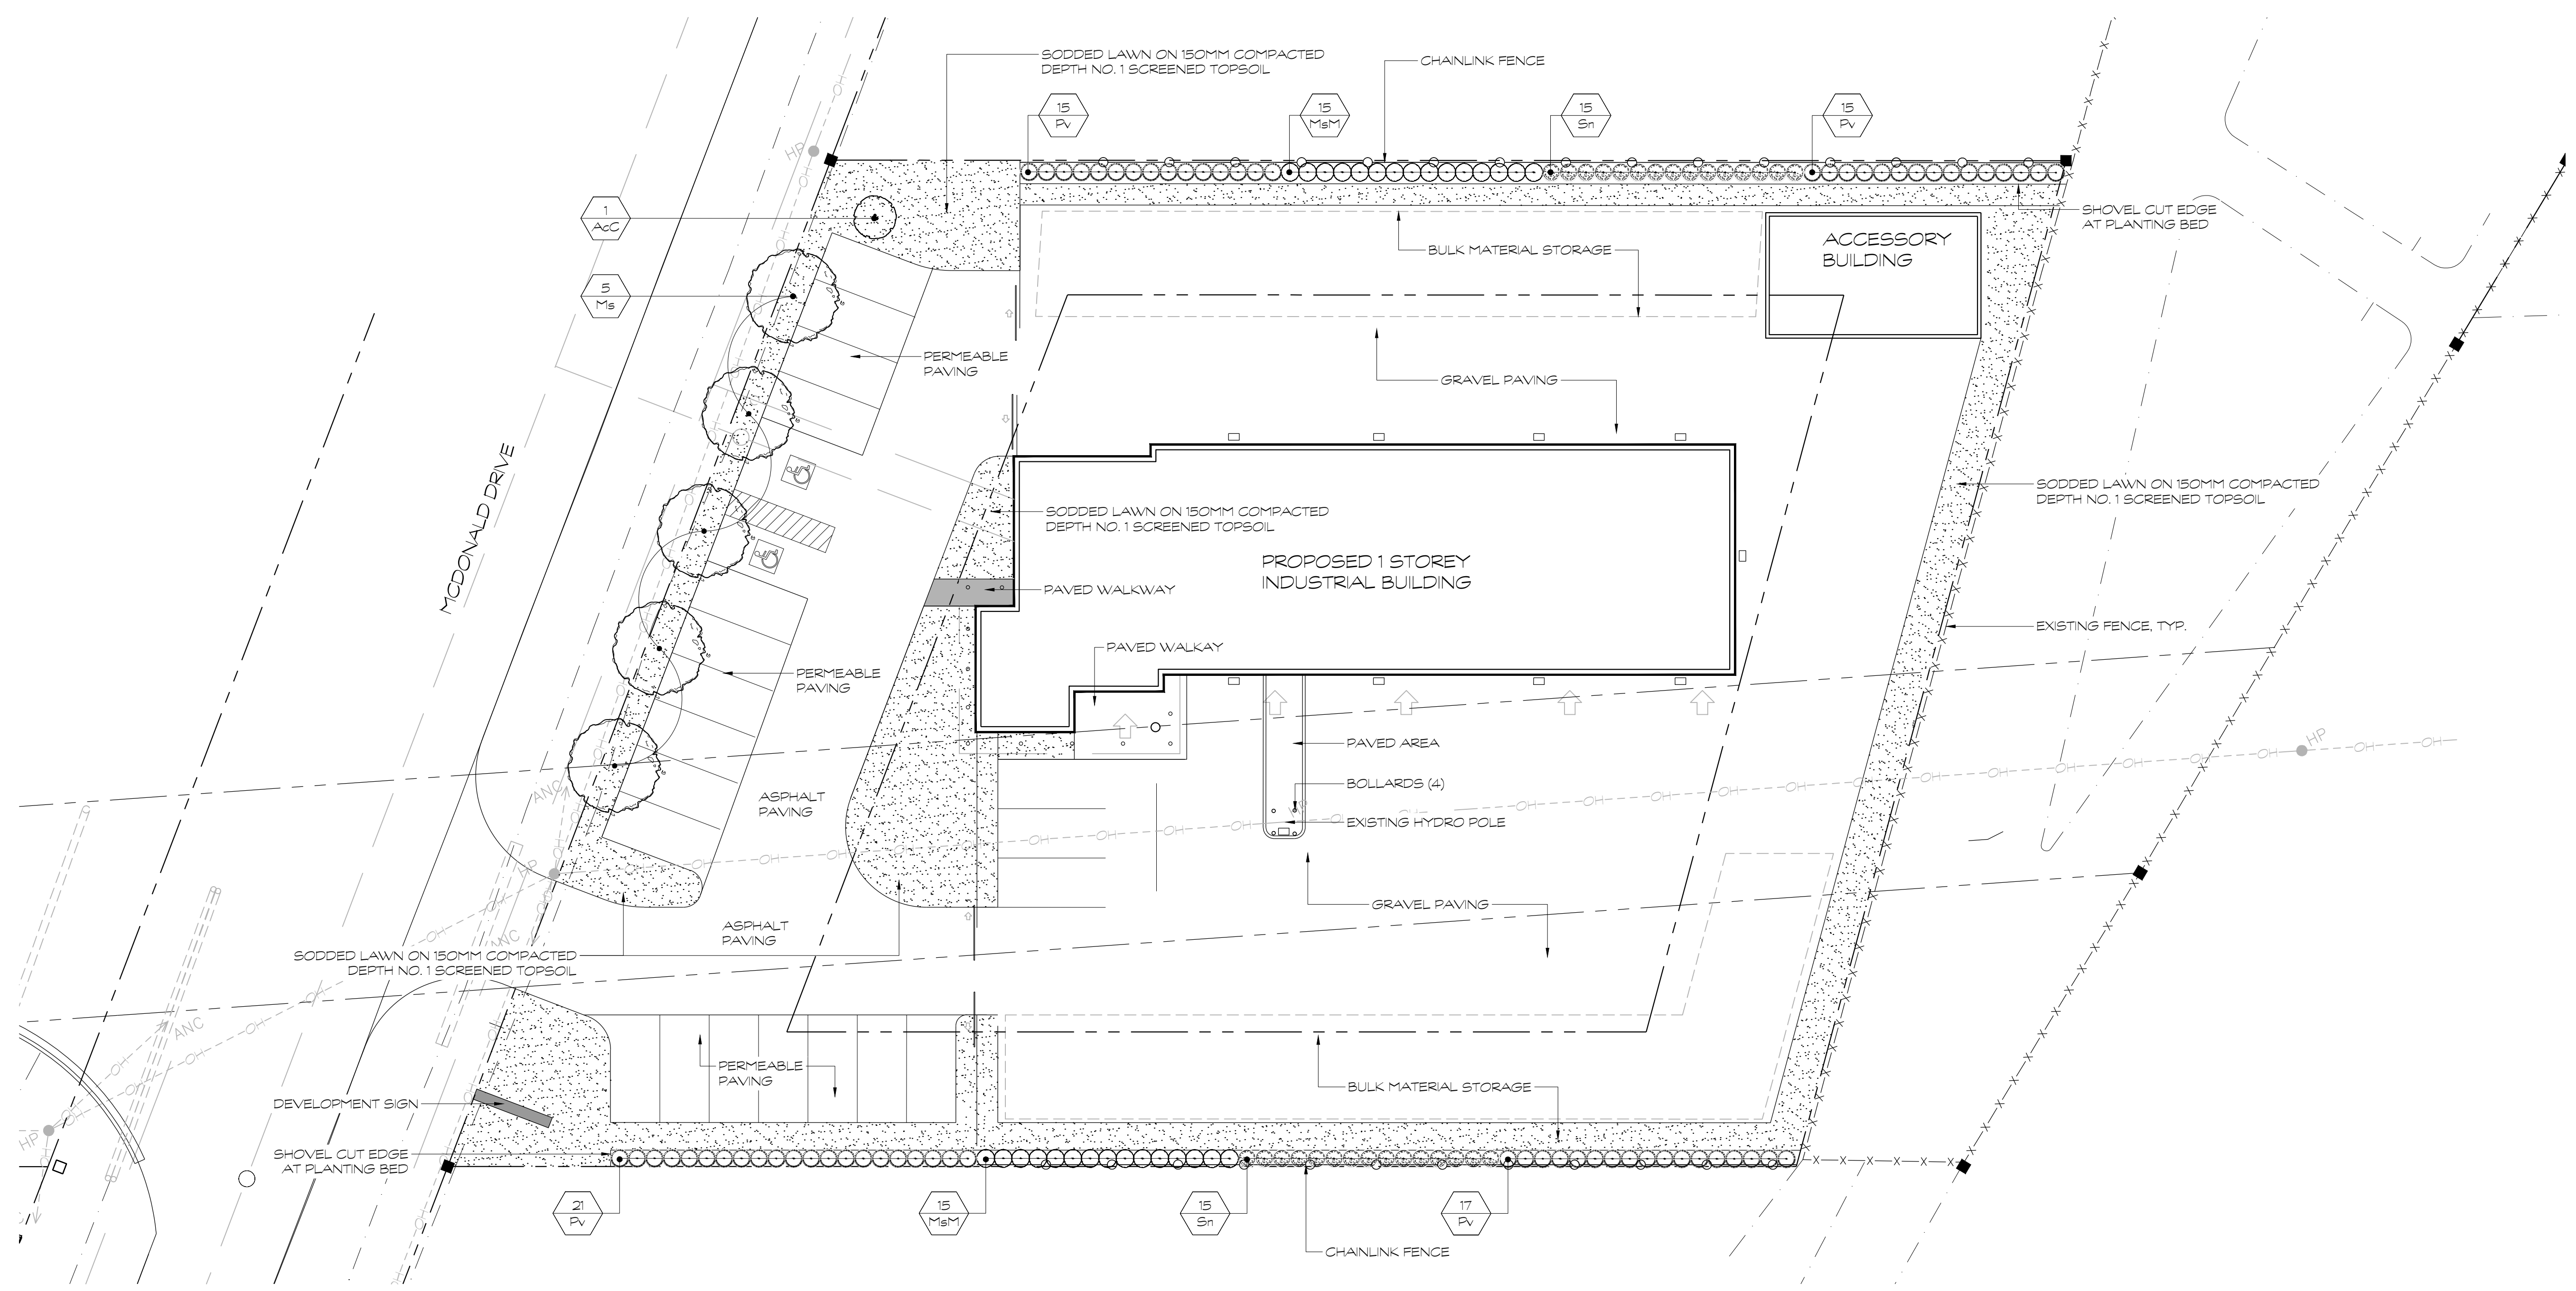 SODDED LAWN ON 150MM COMPACTED
DEPTH NO. 1 SCREENED TOPSOIL
CHAINLINK FENCE
15
Pv
15
MsM
15
Sn
15
Pv
HP
OH
1
AcC
5
Ms
SHOVEL CUT EDGE
AT PLANTING BED
ACCESSORY
BUILDING
BULK MATERIAL STORAGE
PERMEABLE
PAVING
GRAVEL PAVING
MCDONALD DRIVE
SODDED LAWN ON 150MM COMPACTED
DEPTH NO. 1 SCREENED TOPSOIL
SODDED LAWN ON 150MM COMPACTED
DEPTH NO. 1 SCREENED TOPSOIL
PROPOSED 1 STOREY
INDUSTRIAL BUILDING
PAVED WALKWAY
EXISTING FENCE, TYP.
PAVED WALKAY
PERMEABLE
PAVING
PAVED AREA
HP
OH
ANC
ASPHALT
PAVING
BOLLARDS (4)
EXISTING HYDRO POLE
HP
GRAVEL PAVING
ASPHALT
PAVING
ANC
SODDED LAWN ON 150MM COMPACTED
DEPTH NO. 1 SCREENED TOPSOIL
ANC
OH
PERMEABLE
PAVING
BULK MATERIAL STORAGE
DEVELOPMENT SIGN
HP
SHOVEL CUT EDGE
AT PLANTING BED
21
Pv
15
MsM
15
Sn
17
Pv
CHAINLINK FENCE